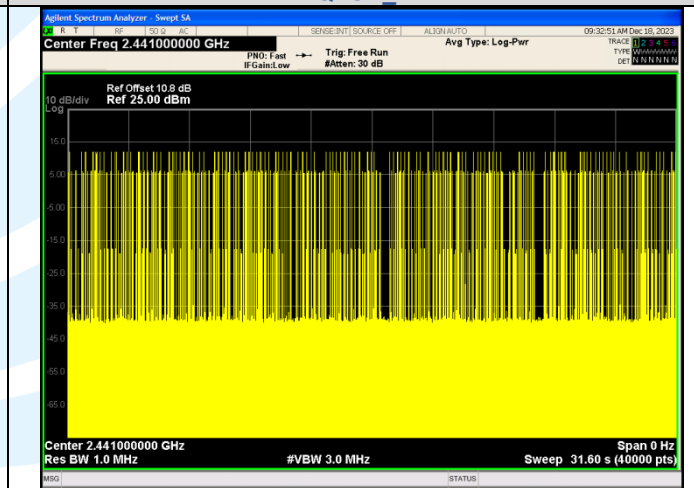 Agilent Spectrum Analyzer - Swept SA
R T RF 50 Ω AC SENSE:INT SOURCE OFF ALIGN AUTO 09:32:51 AM Dec 18, 2023
Center Freq 2.441000000 GHz Avg Type: Log-Pwr TRACE 1 2 3 4 5 6
PNO: Fast Trig: Free Run TYPE
IFGain:Low #Atten: 30 dB DET N N N N N N
Ref Offset 10.8 dB
10 dB/div Ref 25.00 dBm
Log
15.0
5.00
-5.00
-15.0
-25.0
-35.0
-45.0
-55.0
-65.0
Center 2.441000000 GHz Span 0 Hz
Res BW 1.0 MHz #VBW 3.0 MHz Sweep 31.60 s (40000 pts)
MSG STATUS